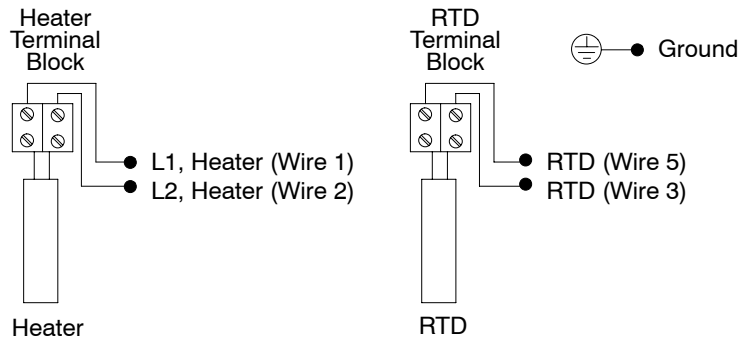 Heater
Terminal
Block
L1, Heater (Wire 1)
L2, Heater (Wire 2)
Heater
RTD
Terminal
Block
RTD (Wire 5)
RTD (Wire 3)
RTD
Ground